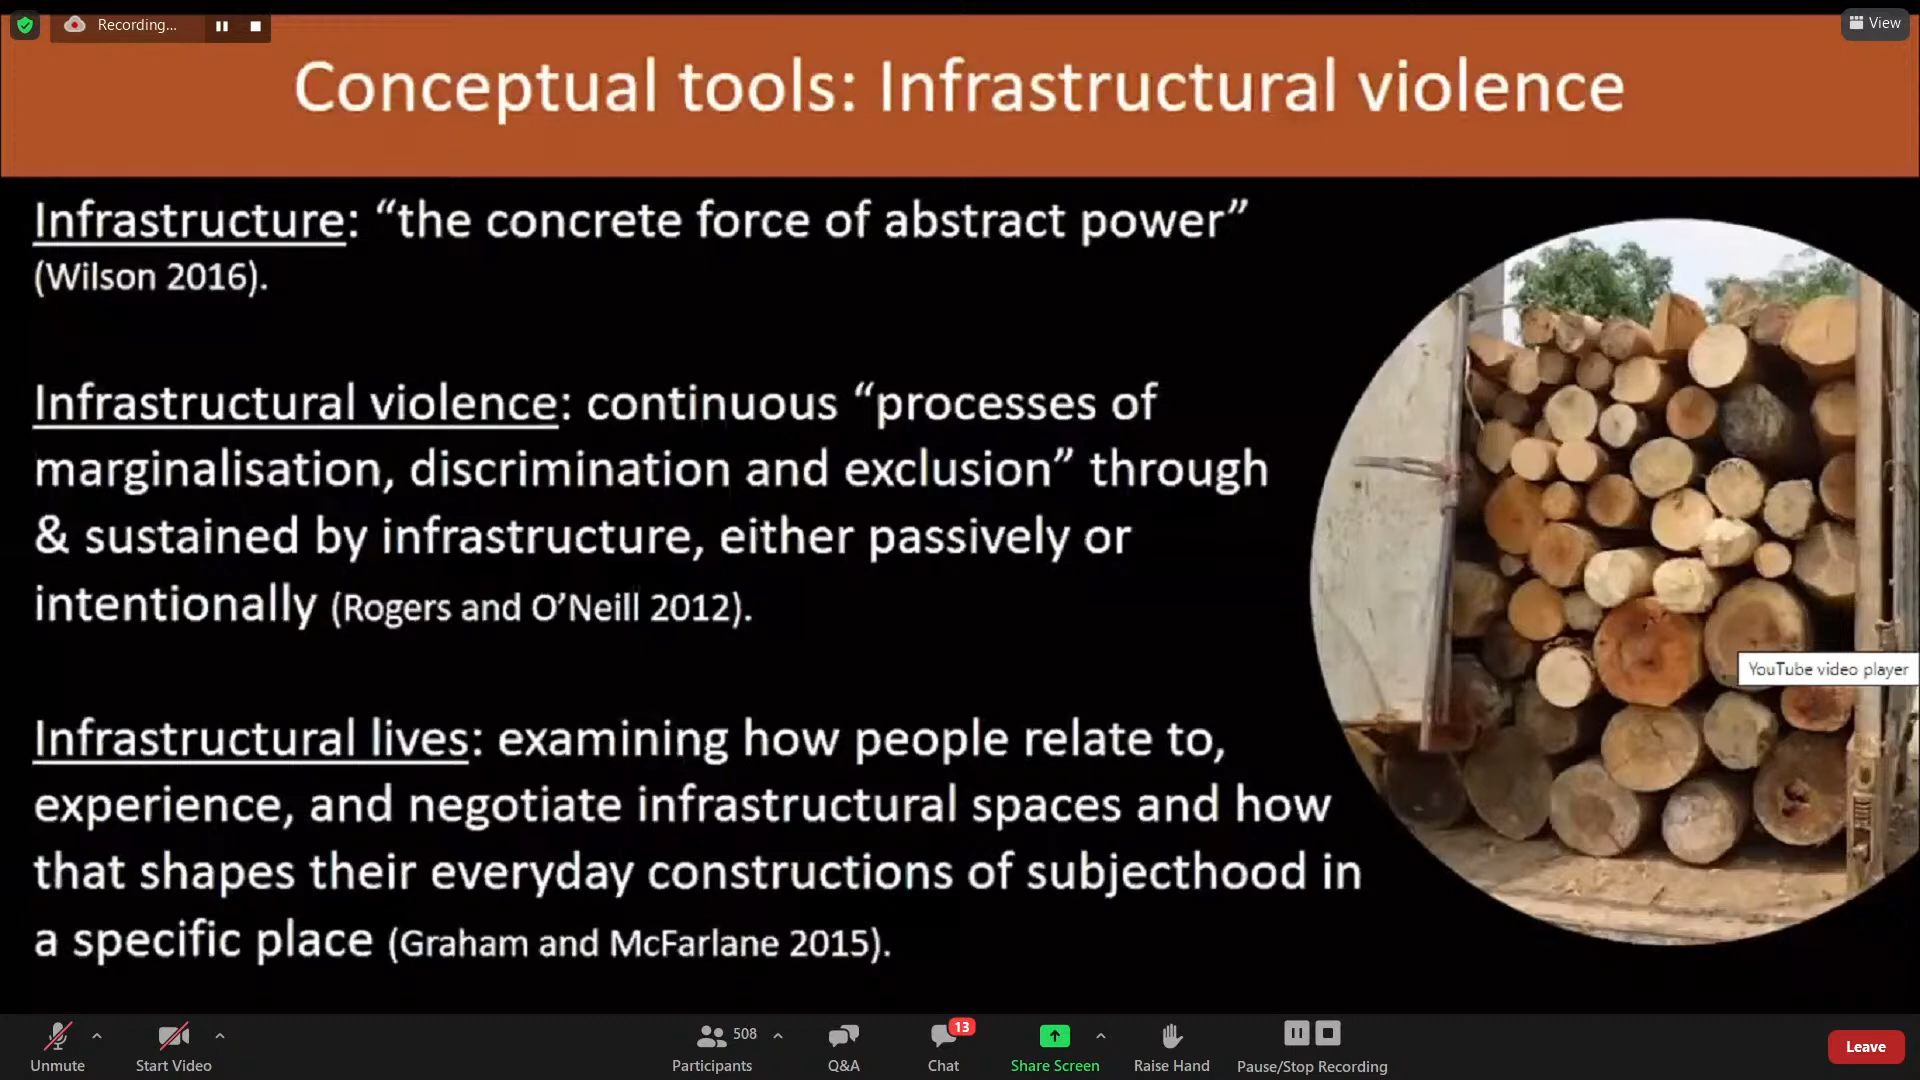 Recording...
View
Conceptual tools: Infrastructural violence
Infrastructure: “the concrete force of abstract power”
(Wilson 2016).
Infrastructural violence: continuous “processes of
marginalisation, discrimination and exclusion” through
& sustained by infrastructure, either passively or
intentionally (Rogers and O’Neill 2012).
YouTube video player
Infrastructural lives: examining how people relate to,
experience, and negotiate infrastructural spaces and how
that shapes their everyday constructions of subjecthood in
a specific place (Graham and McFarlane 2015).
Unmute
Start Video
508
Participants
Q&A
13
Chat
Share Screen
Raise Hand
Pause/Stop Recording
Leave